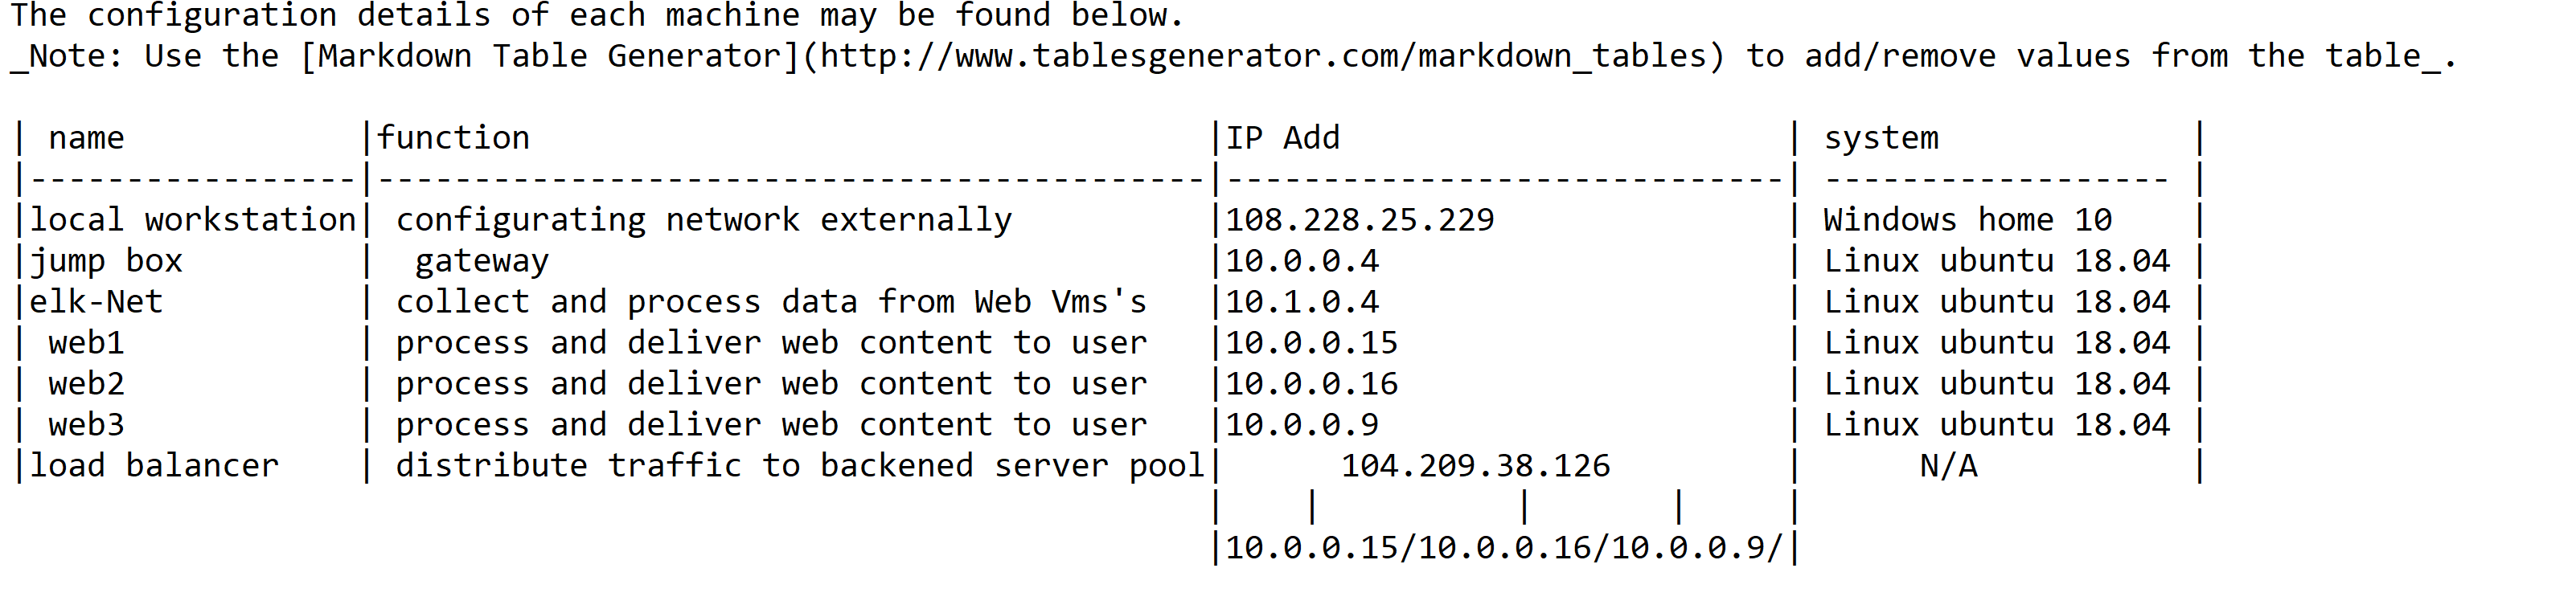 The configuration details of each machine may be found below.
_Note: Use the [Markdown Table Generator](http://www.tablesgenerator.com/markdown_tables) to add/remove values from the table_.

| name            |function                                   |IP Add                       | system             |
|-----------------|-------------------------------------------|-----------------------------| ------------------ |
|local workstation| configurating network externally          |108.228.25.229               | Windows home 10    |
|jump box         |  gateway                                  |10.0.0.4                     | Linux ubuntu 18.04 |
|elk-Net          | collect and process data from Web Vms's   |10.1.0.4                     | Linux ubuntu 18.04 |
| web1            | process and deliver web content to user   |10.0.0.15                    | Linux ubuntu 18.04 |
| web2            | process and deliver web content to user   |10.0.0.16                    | Linux ubuntu 18.04 |
| web3            | process and deliver web content to user   |10.0.0.9                     | Linux ubuntu 18.04 |
|load balancer    | distribute traffic to backened server pool|      104.209.38.126         |      N/A           |
                                                              |    |          |       |     |
                                                              |10.0.0.15/10.0.0.16/10.0.0.9/|